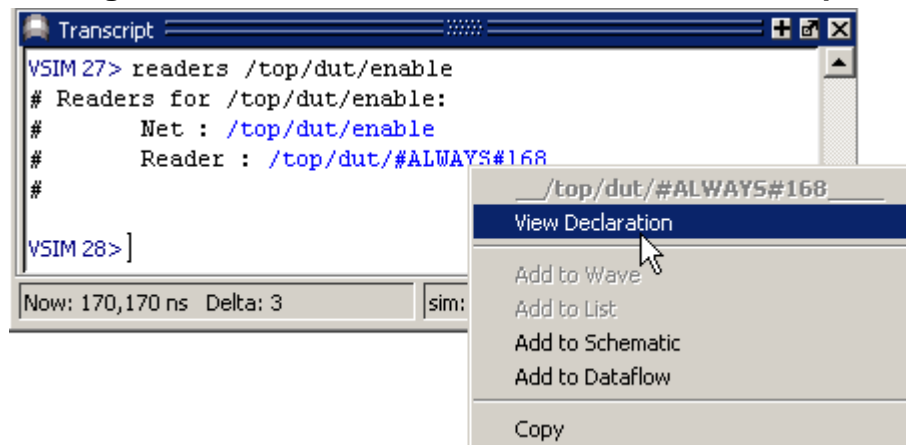 Transcript
VSIM 27> readers /top/dut/enable
# Readers for /top/dut/enable:
# Net : /top/dut/enable
# Reader : /top/dut/#ALWAYS#168
#
VSIM 28>
Now: 170,170 ns Delta: 3
sim:
__/top/dut/#ALWAYS#168____
View Declaration
Add to Wave
Add to List
Add to Schematic
Add to Dataflow
Copy